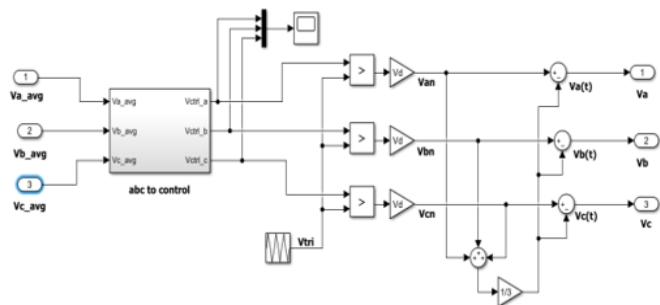 1
Va_avg
2
Vb_avg
3
Vc_avg
Va_avg
Vb_avg
Vc_avg
Vctrl_a
Vctrl_b
Vctrl_c
abc to control
Vtri
>
>
>
Vd
Van
Vd
Vbn
Vd
Vcn
1/3
Va(t)
Vb(t)
Vc(t)
1
Va
2
Vb
3
Vc